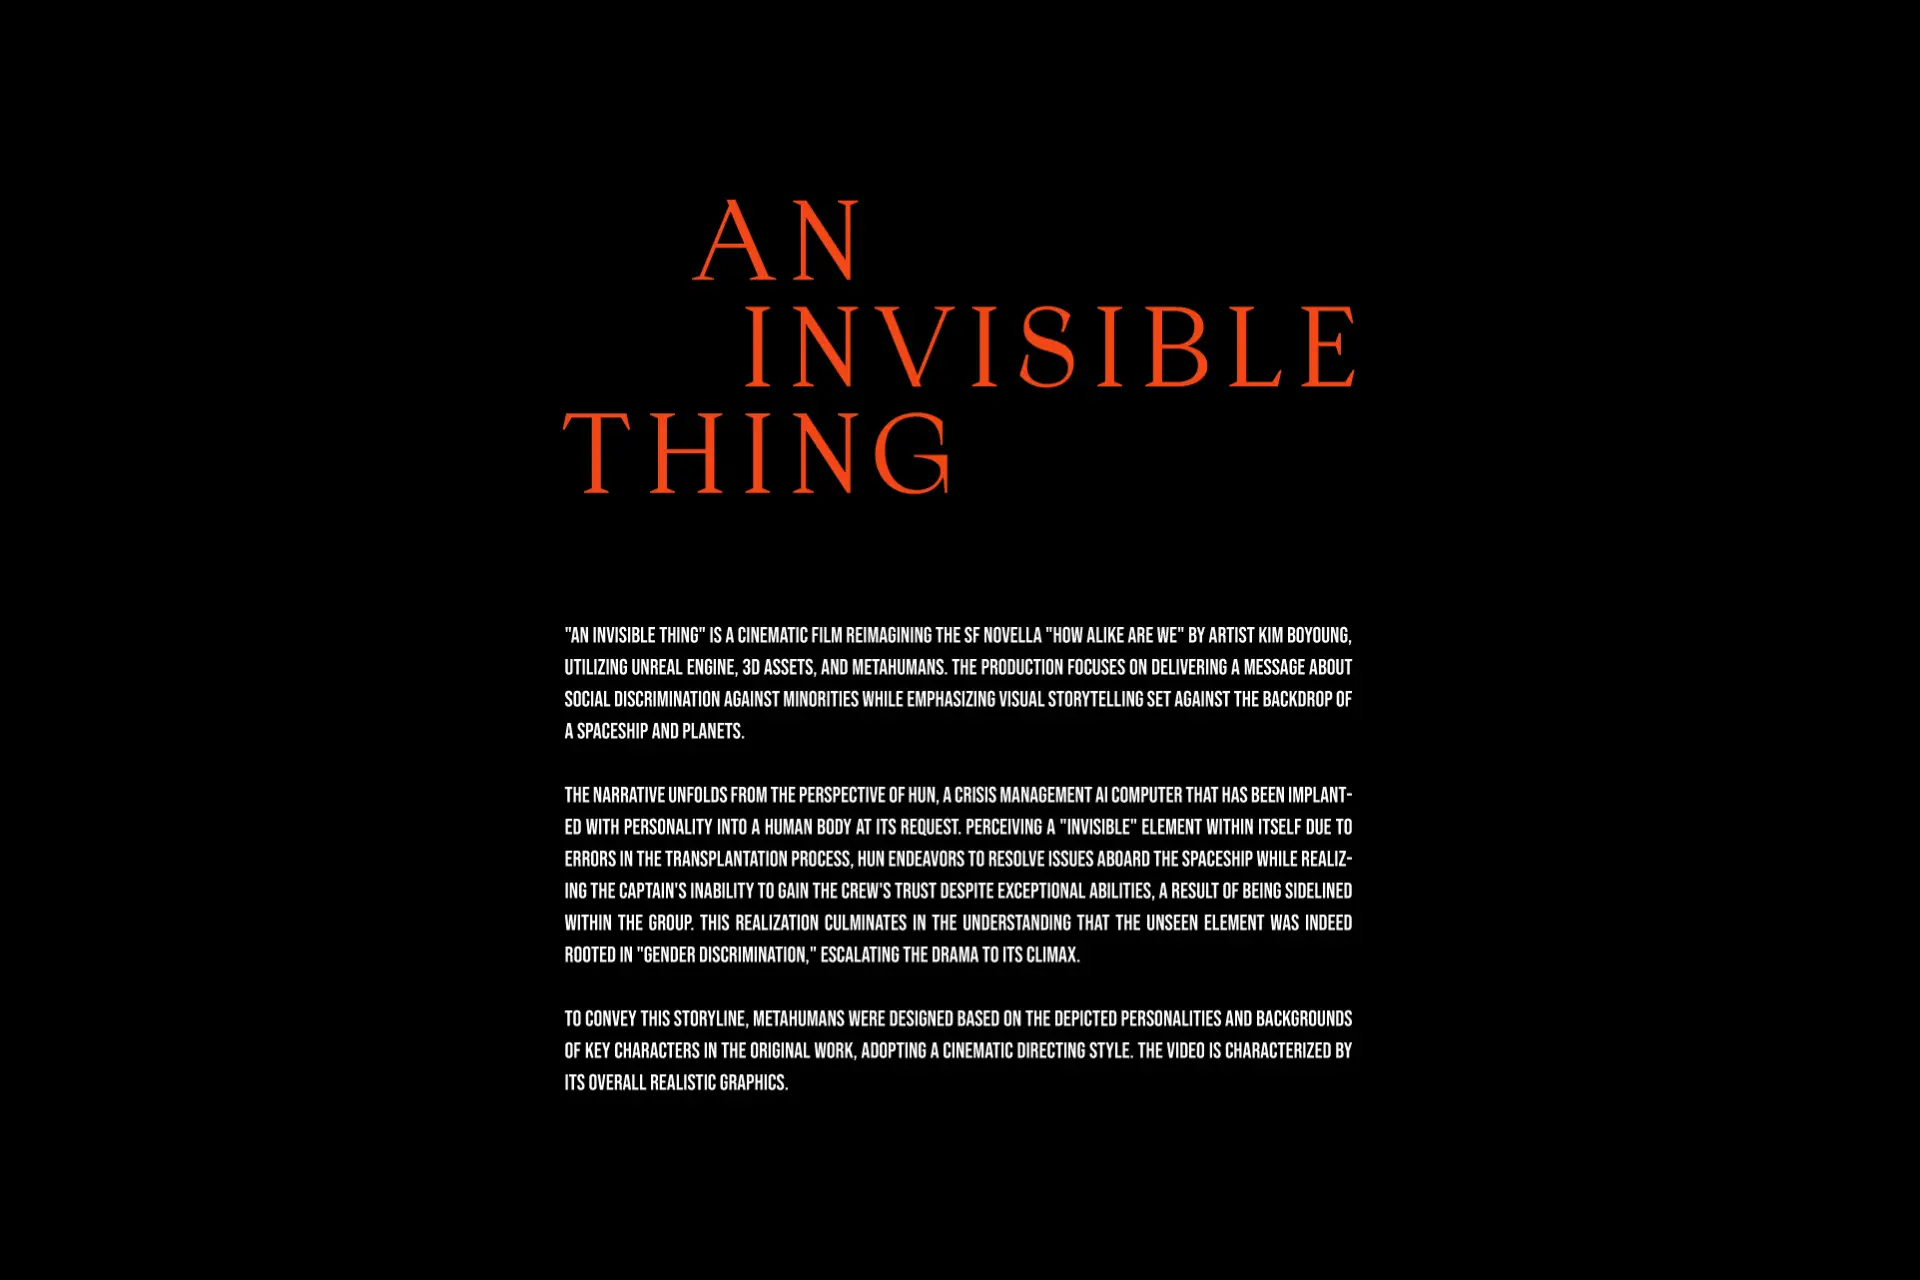 AN
INVISIBLE
THING
"AN INVISIBLE THING" IS A CINEMATIC FILM REIMAGINING THE SF NOVELLA "HOW ALIKE ARE WE" BY ARTIST KIM BOYOUNG,
UTILIZING UNREAL ENGINE, 3D ASSETS, AND METAHUMANS. THE PRODUCTION FOCUSES ON DELIVERING A MESSAGE ABOUT
SOCIAL DISCRIMINATION AGAINST MINORITIES WHILE EMPHASIZING VISUAL STORYTELLING SET AGAINST THE BACKDROP OF
A SPACESHIP AND PLANETS.
THE NARRATIVE UNFOLDS FROM THE PERSPECTIVE OF HUN, A CRISIS MANAGEMENT AI COMPUTER THAT HAS BEEN IMPLANT-
ED WITH PERSONALITY INTO A HUMAN BODY AT ITS REQUEST. PERCEIVING A "INVISIBLE" ELEMENT WITHIN ITSELF DUE TO
ERRORS IN THE TRANSPLANTATION PROCESS, HUN ENDEAVORS TO RESOLVE ISSUES ABOARD THE SPACESHIP WHILE REALIZ-
ING THE CAPTAIN'S INABILITY TO GAIN THE CREW'S TRUST DESPITE EXCEPTIONAL ABILITIES, A RESULT OF BEING SIDELINED
WITHIN THE GROUP. THIS REALIZATION CULMINATES IN THE UNDERSTANDING THAT THE UNSEEN ELEMENT WAS INDEED
ROOTED IN "GENDER DISCRIMINATION," ESCALATING THE DRAMA TO ITS CLIMAX.
TO CONVEY THIS STORYLINE, METAHUMANS WERE DESIGNED BASED ON THE DEPICTED PERSONALITIES AND BACKGROUNDS
OF KEY CHARACTERS IN THE ORIGINAL WORK, ADOPTING A CINEMATIC DIRECTING STYLE. THE VIDEO IS CHARACTERIZED BY
ITS OVERALL REALISTIC GRAPHICS.